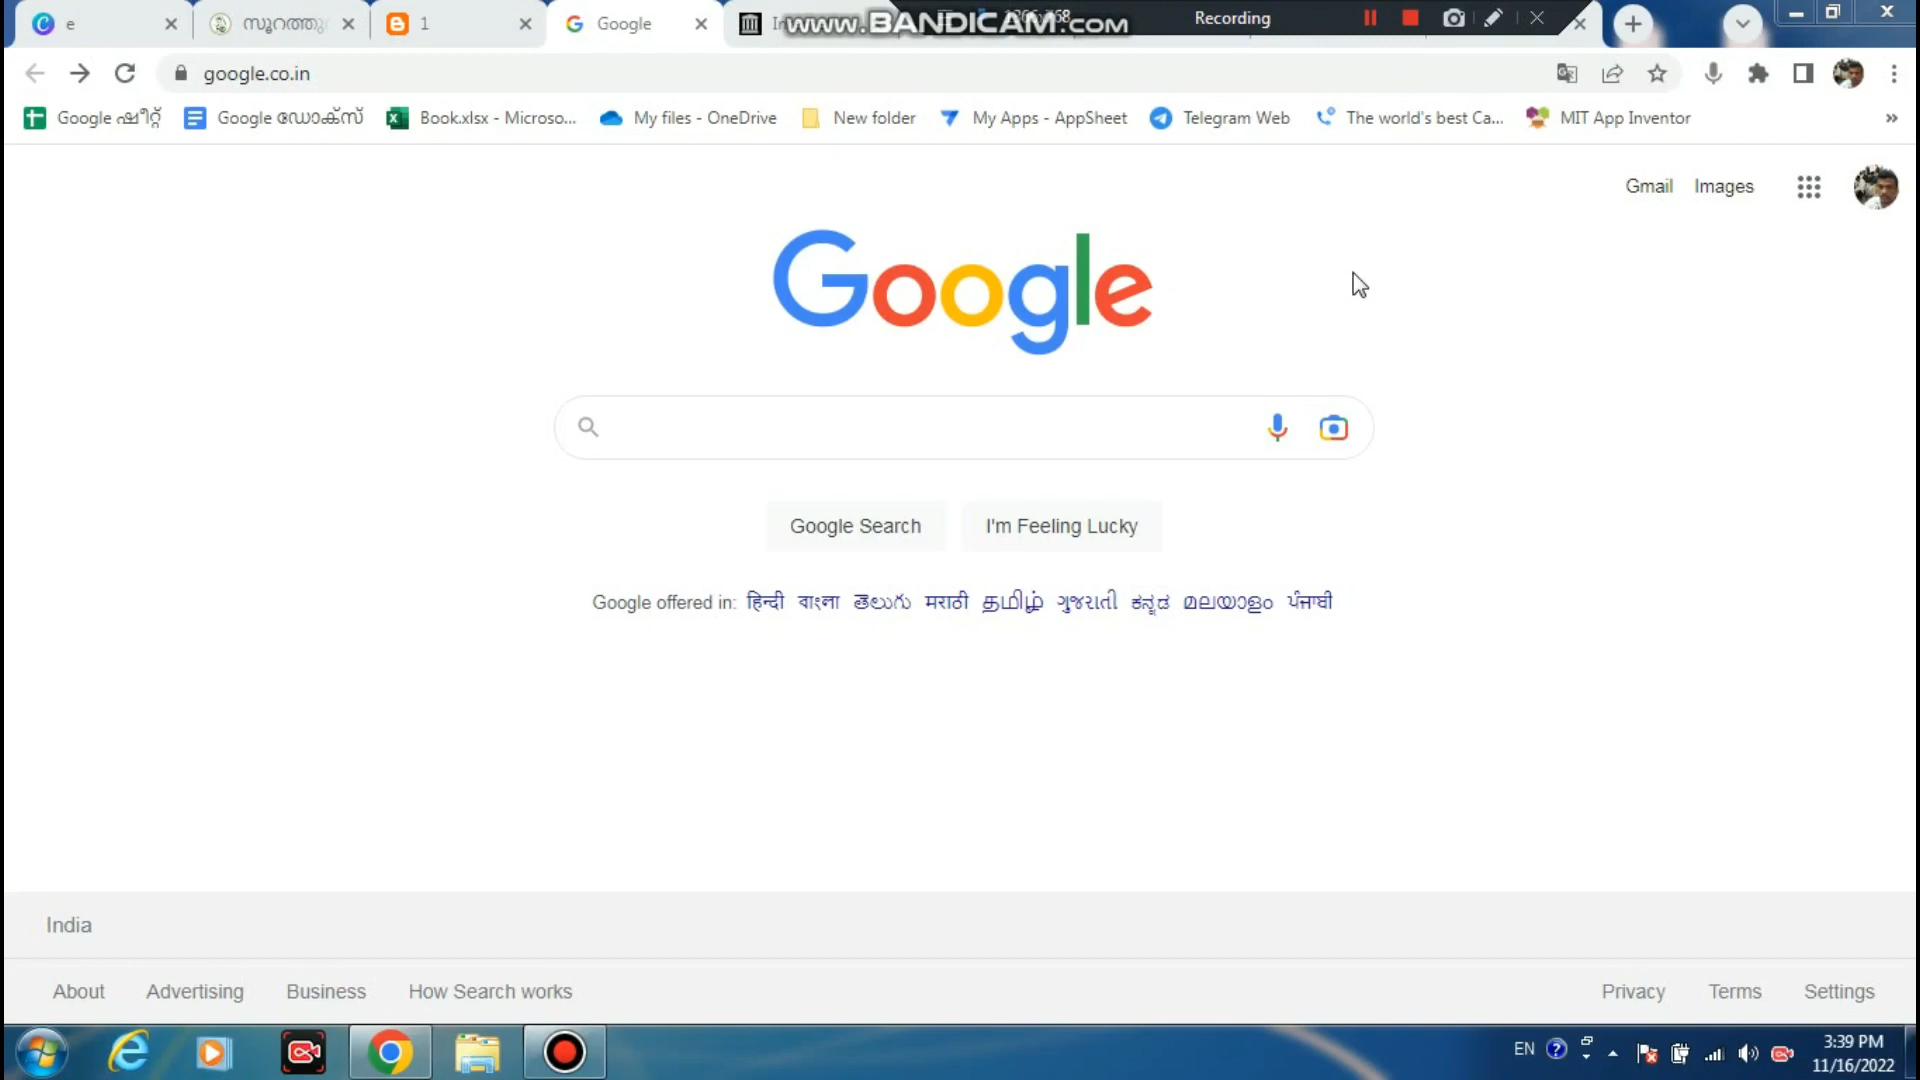 e
സൂറത്തു
1
Google
www.BANDICAM.com
Recording
google.co.in
Google ഷീറ്റ്
Google ഡോക്സ്
Book.xlsx - Microso...
My files - OneDrive
New folder
My Apps - AppSheet
Telegram Web
The world's best Ca...
MIT App Inventor
»
Gmail Images
Google
Google Search I'm Feeling Lucky
Google offered in: हिन्दी বাংলা తెలుగు मराठी தமிழ் ગુજરાતી ಕನ್ನಡ മലയാളം ਪੰਜਾਬੀ
India
About Advertising Business How Search works
Privacy Terms Settings
EN
3:39 PM
11/16/2022